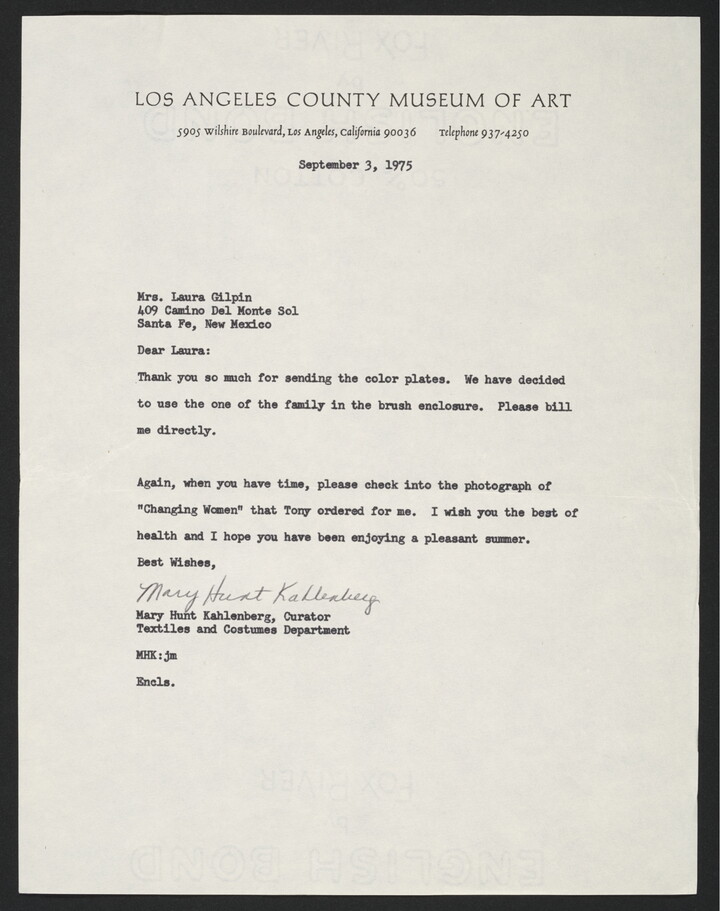 LOS ANGELES COUNTY MUSEUM OF ART
5905 Wilshire Boulevard, Los Angeles, California 90036 Telephone 937-4250
September 3, 1975
Mrs. Laura Gilpin
409 Camino Del Monte Sol
Santa Fe, New Mexico
Dear Laura:
Thank you so much for sending the color plates. We have decided
to use the one of the family in the brush enclosure. Please bill
me directly.
Again, when you have time, please check into the photograph of
"Changing Women" that Tony ordered for me. I wish you the best of
health and I hope you have been enjoying a pleasant summer.
Best Wishes,
Mary Hunt Kahlenberg
Mary Hunt Kahlenberg, Curator
Textiles and Costumes Department
MHK:jm
Encls.
FOX RIVER
BY
ENGLISH BOND